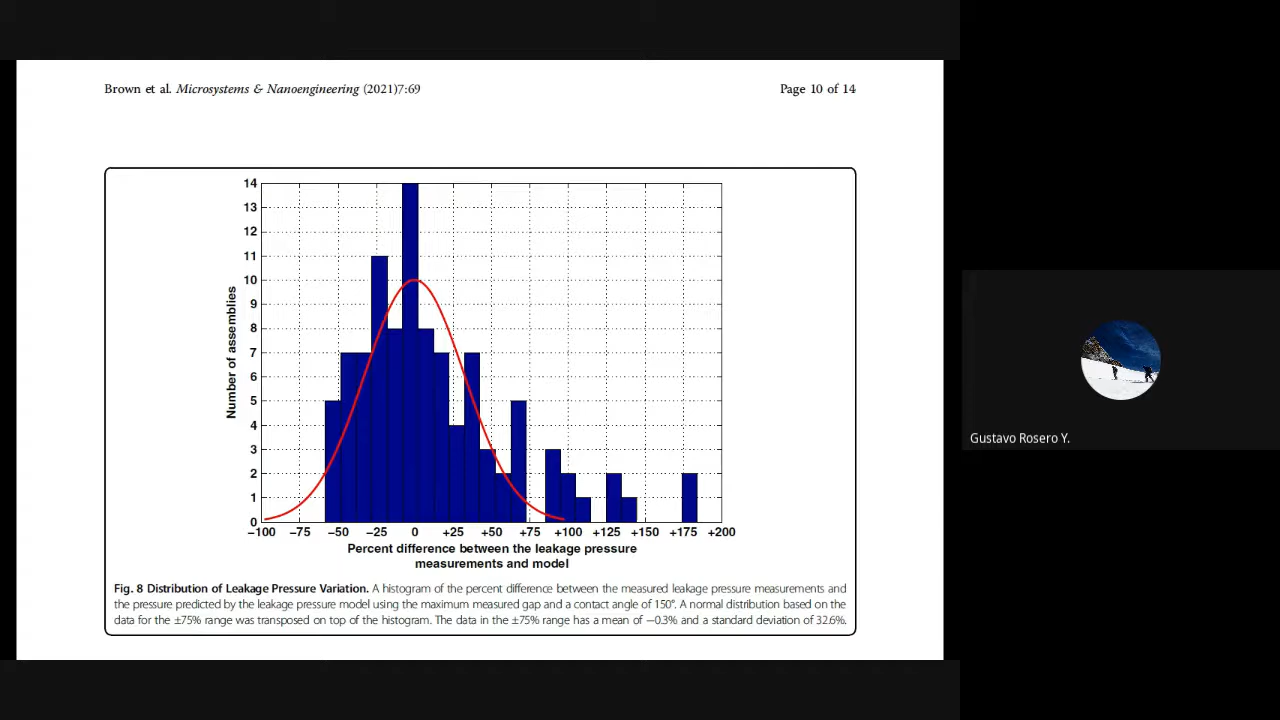 Brown et al. Microsystems & Nanoengineering (2021)7:69
Page 10 of 14
14
13
12
11
10
9
8
7
6
5
4
3
2
1
0
Number of assemblies
−100 −75 −50 −25 0 +25 +50 +75 +100 +125 +150 +175 +200
Percent difference between the leakage pressure
measurements and model
Fig. 8 Distribution of Leakage Pressure Variation. A histogram of the percent difference between the measured leakage pressure measurements and
the pressure predicted by the leakage pressure model using the maximum measured gap and a contact angle of 150°. A normal distribution based on the
data for the ±75% range was transposed on top of the histogram. The data in the ±75% range has a mean of −0.3% and a standard deviation of 32.6%.
Gustavo Rosero Y.